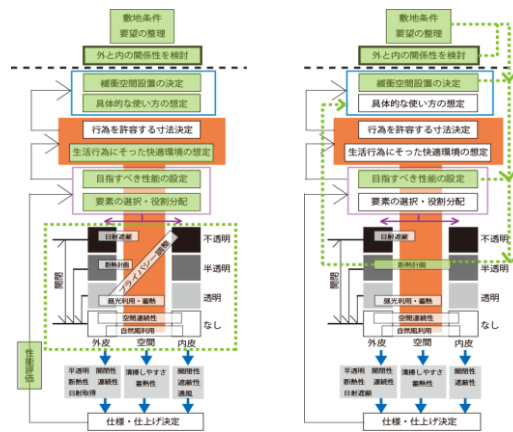 敷地条件
要望の整理
外と内の関係性を検討
緩衝空間設置の決定
具体的な使い方の想定
行為を許容する寸法決定
生活行為にそった快適環境の想定
目指すべき性能の設定
要素の選択・役割分配
日射遮蔽
不透明
断熱計画
プライバシー調整
半透明
開閉
昼光利用・蓄熱
透明
空間連続性
自然風利用
なし
外皮
空間
内皮
性能評価
半透明 開閉性
断熱性 連続性
日射取得
清掃しやすさ
蓄熱性
開閉性
遮蔽性
通風
仕様・仕上げ決定
敷地条件
要望の整理
外と内の関係性を検討
緩衝空間設置の決定
具体的な使い方の想定
行為を許容する寸法決定
生活行為にそった快適環境の想定
目指すべき性能の設定
要素の選択・役割分配
日射遮蔽
不透明
断熱計画
半透明
開閉
昼光利用・蓄熱
透明
空間連続性
自然風利用
なし
外皮
空間
内皮
半透明 開閉性
断熱性 連続性
日射遮蔽
清掃しやすさ
蓄熱性
開閉性
遮蔽性
仕様・仕上げ決定